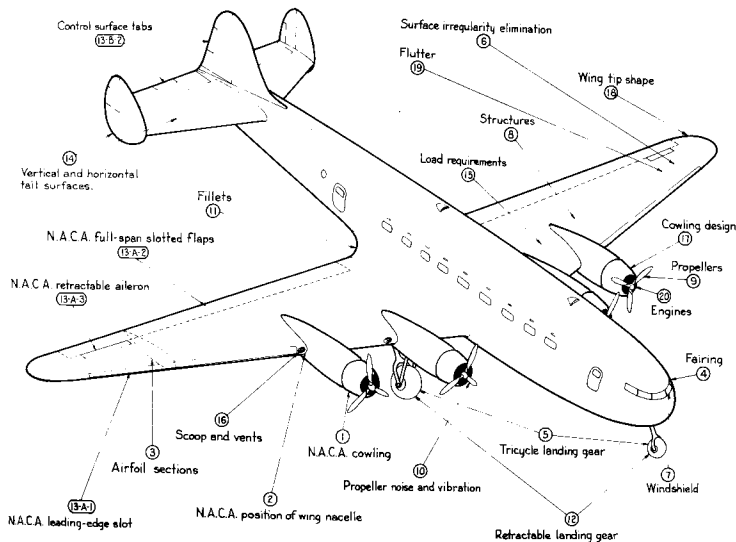 Control surface tabs
13-B-2
Surface irregularity elimination
6
Flutter
19
Wing tip shape
18
Structures
8
Load requirements
15
14
Vertical and horizontal
tail surfaces.
Fillets
11
Cowling design
17
N.A.C.A. full-span slotted flaps
13-A-2
Propellers
9
N.A.C.A. retractable aileron
13-A-3
20
Engines
Fairing
4
16
Scoop and vents
3
Airfoil sections
1
N.A.C.A. cowling
5
Tricycle landing gear
10
Propeller noise and vibration
7
Windshield
13-A-1
N.A.C.A. leading-edge slot
2
N.A.C.A. position of wing nacelle
12
Retractable landing gear